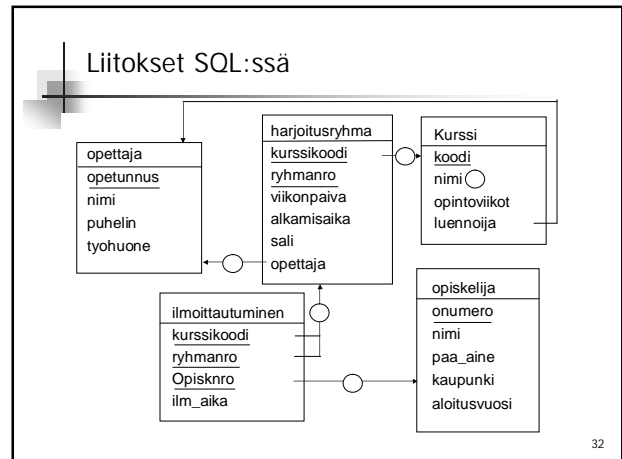 Liitokset SQL:ssä
opettaja
opetunnus
nimi
puhelin
tyohuone
harjoitusryhma
kurssikoodi
ryhmanro
viikonpaiva
alkamisaika
sali
opettaja
Kurssi
koodi
nimi
opintoviikot
luennoija
ilmoittautuminen
kurssikoodi
ryhmanro
Opisknro
ilm_aika
opiskelija
onumero
nimi
paa_aine
kaupunki
aloitusvuosi
32